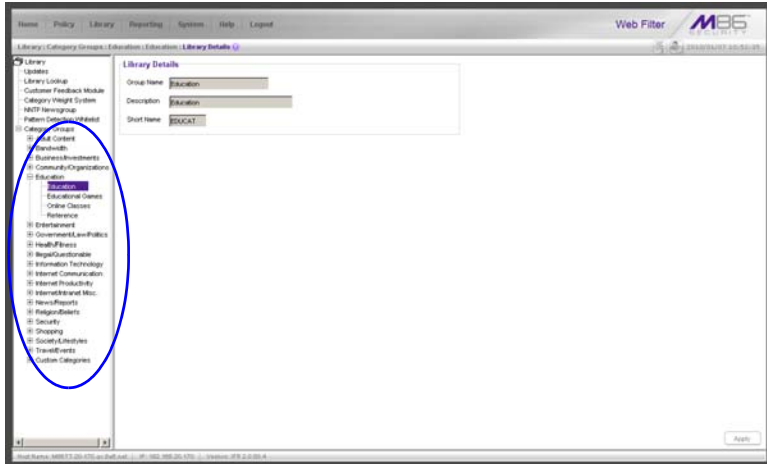 Home Policy Library Reporting System Help Logout
Web Filter
M86
SECURITY
Library : Category Groups : Education : Education : Library Details
Library
Updates
Library Lookup
Customer Feedback Module
Category Weight System
NNTP Newsgroup
Pattern Detection Whitelist
Category Groups
Adult Content
Bandwidth
Business/Investments
Community/Organizations
Education
Education
Educational Games
Online Classes
Reference
Entertainment
Government/Law/Politics
Health/Fitness
Illegal/Questionable
Information Technology
Internet Communication
Internet Productivity
Internet/Intranet Misc.
News/Reports
Religion/Beliefs
Security
Shopping
Society/Lifestyles
Travel/Events
Custom Categories
Library Details
Group Name Education
Description Education
Short Name EDUCAT
Apply
Host Name: